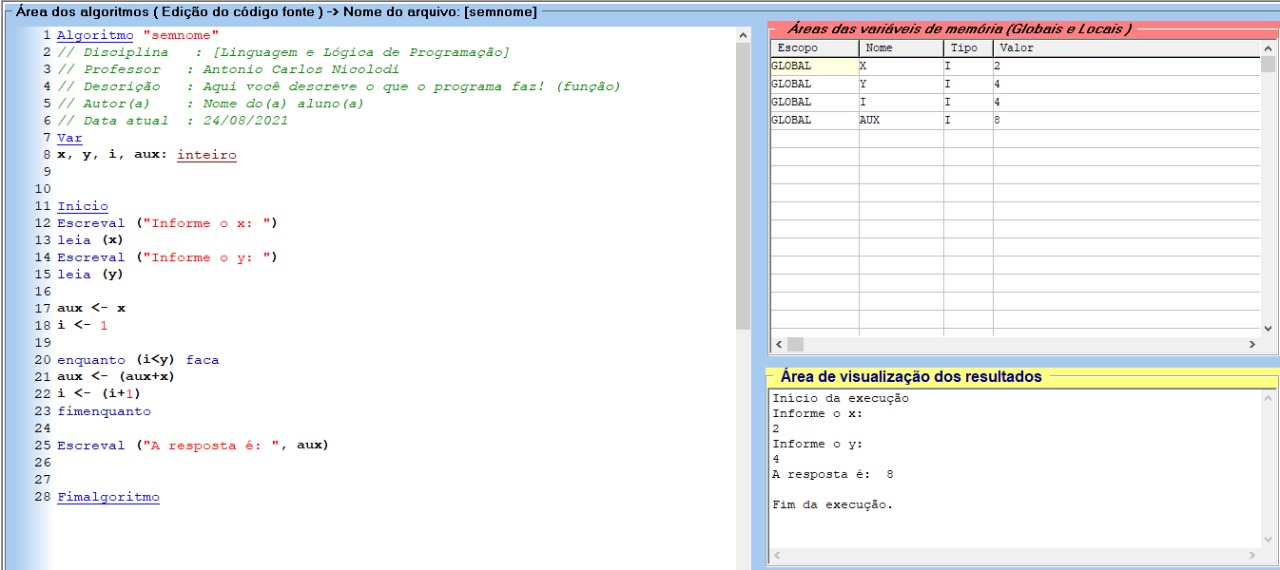 Área dos algoritmos ( Edição do código fonte ) -> Nome do arquivo: [semnome]
1 Algoritmo "semnome"
2 // Disciplina   : [Linguagem e Lógica de Programação]
3 // Professor   : Antonio Carlos Nicolodi
4 // Descrição   : Aqui você descreve o que o programa faz! (função)
5 // Autor(a)    : Nome do(a) aluno(a)
6 // Data atual  : 24/08/2021
7 Var
8 x, y, i, aux: inteiro
9
10
11 Inicio
12 Escreval ("Informe o x: ")
13 leia (x)
14 Escreval ("Informe o y: ")
15 leia (y)
16
17 aux <- x
18 i <- 1
19
20 enquanto (i<y) faca
21 aux <- (aux+x)
22 i <- (i+1)
23 fimenquanto
24
25 Escreval ("A resposta é: ", aux)
26
27
28 Fimalgoritmo
Áreas das variáveis de memória (Globais e Locais )
Escopo Nome Tipo Valor
GLOBAL X I 2
GLOBAL Y I 4
GLOBAL I I 4
GLOBAL AUX I 8
Área de visualização dos resultados
Início da execução
Informe o x:
2
Informe o y:
4
A resposta é:  8
Fim da execução.